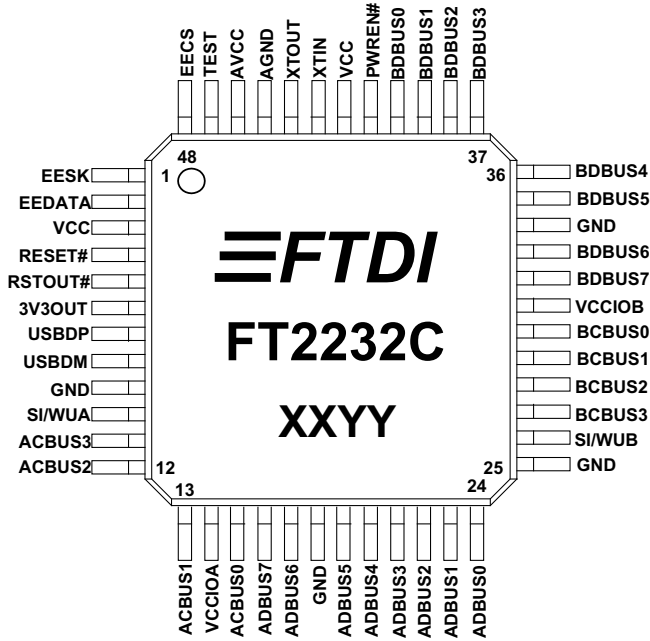 EECS
TEST
AVCC
AGND
XTOUT
XTIN
VCC
PWREN#
BDBUS0
BDBUS1
BDBUS2
BDBUS3
48
37
1
36
EESK
EEDATA
VCC
RESET#
RSTOUT#
3V3OUT
USBDP
USBDM
GND
SI/WUA
ACBUS3
ACBUS2
FTDI
FT2232C
XXYY
BDBUS4
BDBUS5
GND
BDBUS6
BDBUS7
VCCIOB
BCBUS0
BCBUS1
BCBUS2
BCBUS3
SI/WUB
GND
12
25
13
24
ACBUS1
VCCIOA
ACBUS0
ADBUS7
ADBUS6
GND
ADBUS5
ADBUS4
ADBUS3
ADBUS2
ADBUS1
ADBUS0